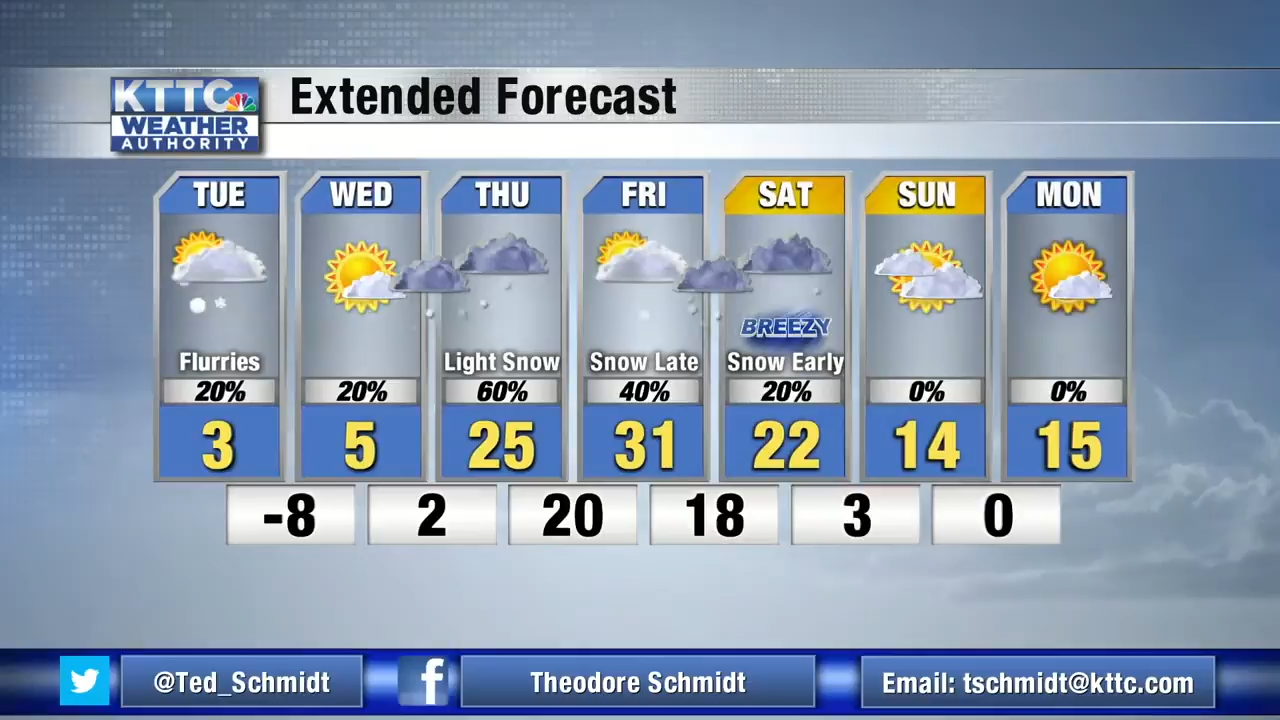 KTTC
WEATHER
AUTHORITY
Extended Forecast
TUE WED THU FRI SAT SUN MON
BREEZY
Flurries Light Snow Snow Late Snow Early
20% 20% 60% 40% 20% 0% 0%
3 5 25 31 22 14 15
-8 2 20 18 3 0
@Ted_Schmidt f Theodore Schmidt Email: tschmidt@kttc.com